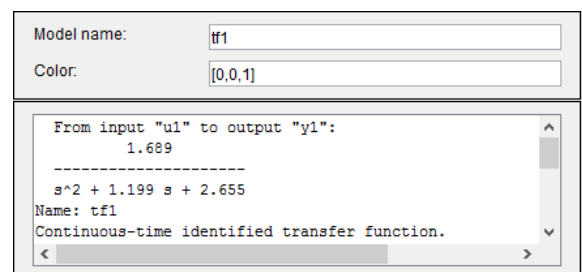 Model name: tf1
Color: [0,0,1]
From input "u1" to output "y1":
1.689
---------------------
s^2 + 1.199 s + 2.655
Name: tf1
Continuous-time identified transfer function.